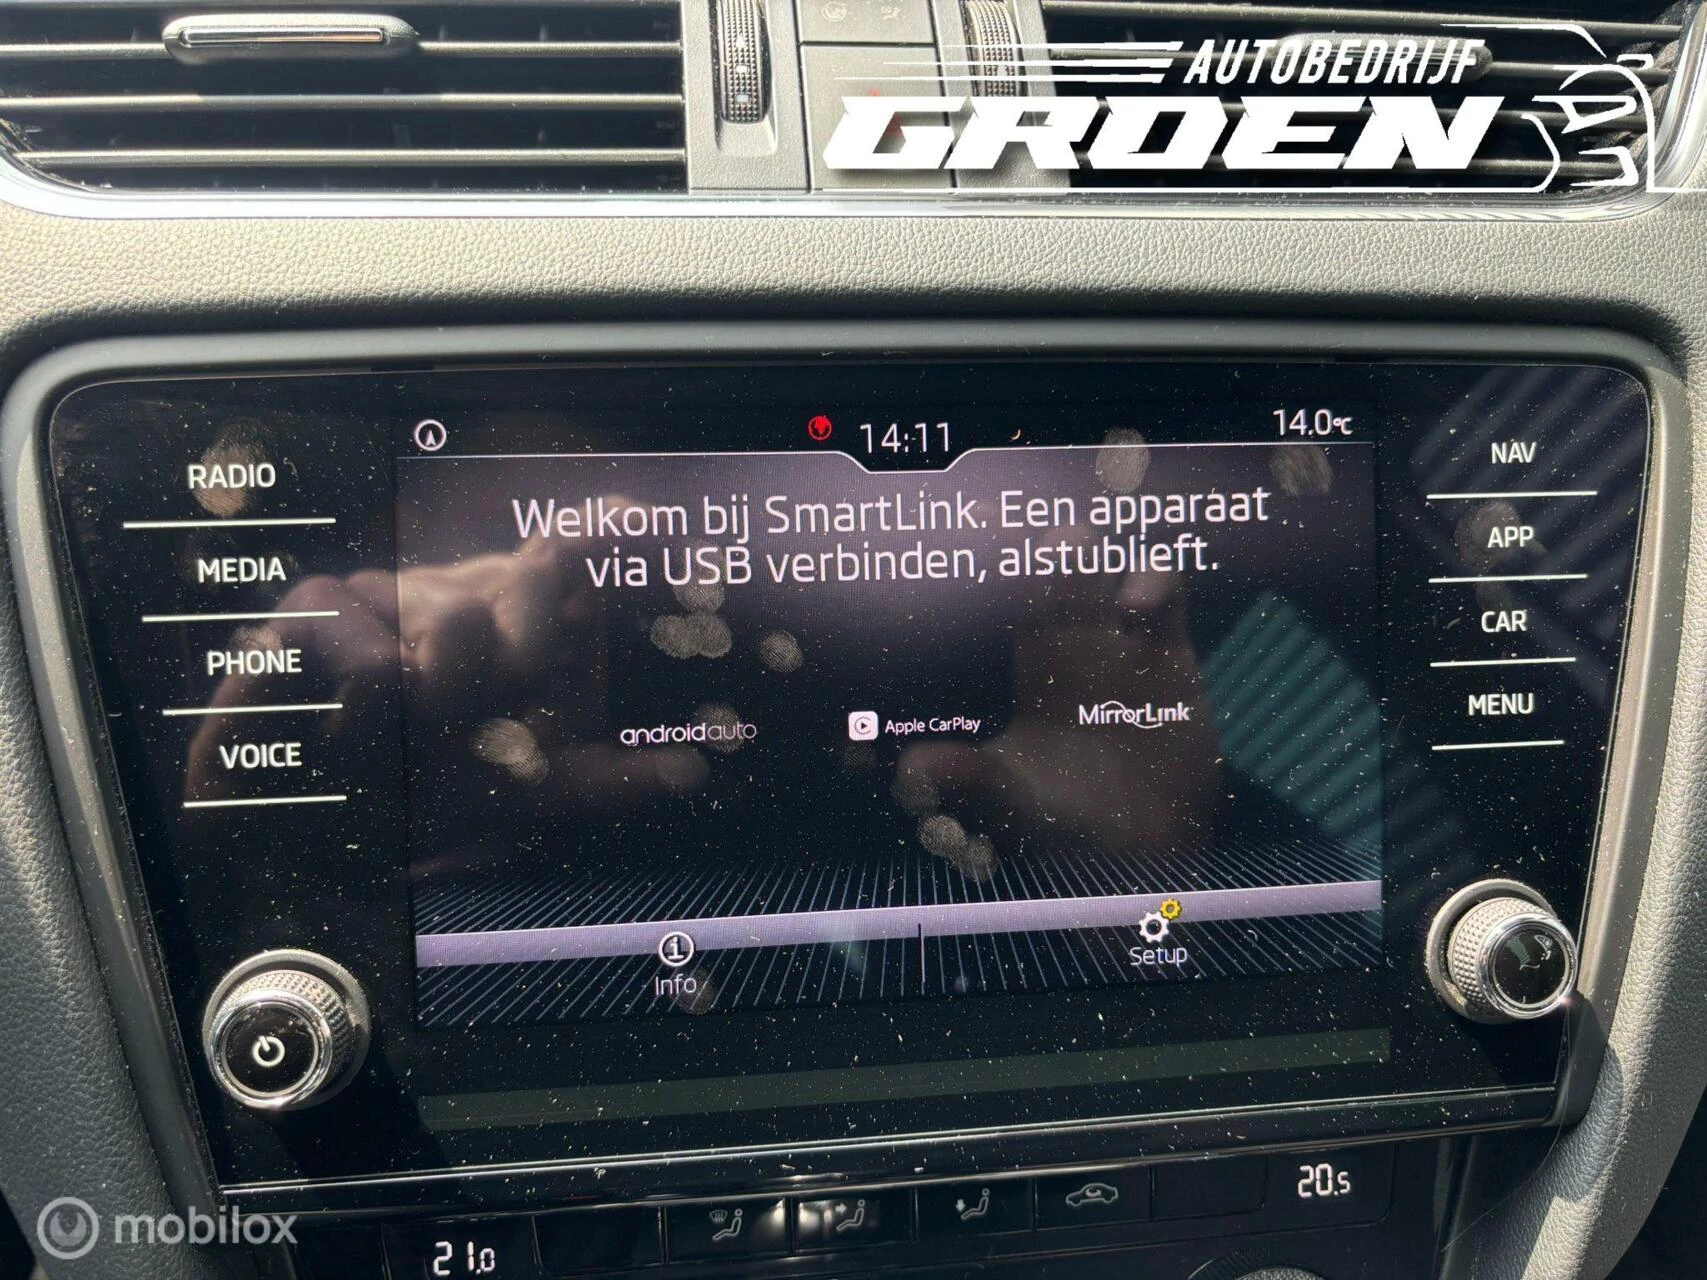 AUTOBEDRIJF
GROEN
14:11
14.0°C
RADIO
MEDIA
PHONE
VOICE
NAV
APP
CAR
MENU
Welkom bij SmartLink. Een apparaat
via USB verbinden, alstublieft.
androidauto
Apple CarPlay
MirrorLink
Info
Setup
21.0
20.5
mobilox